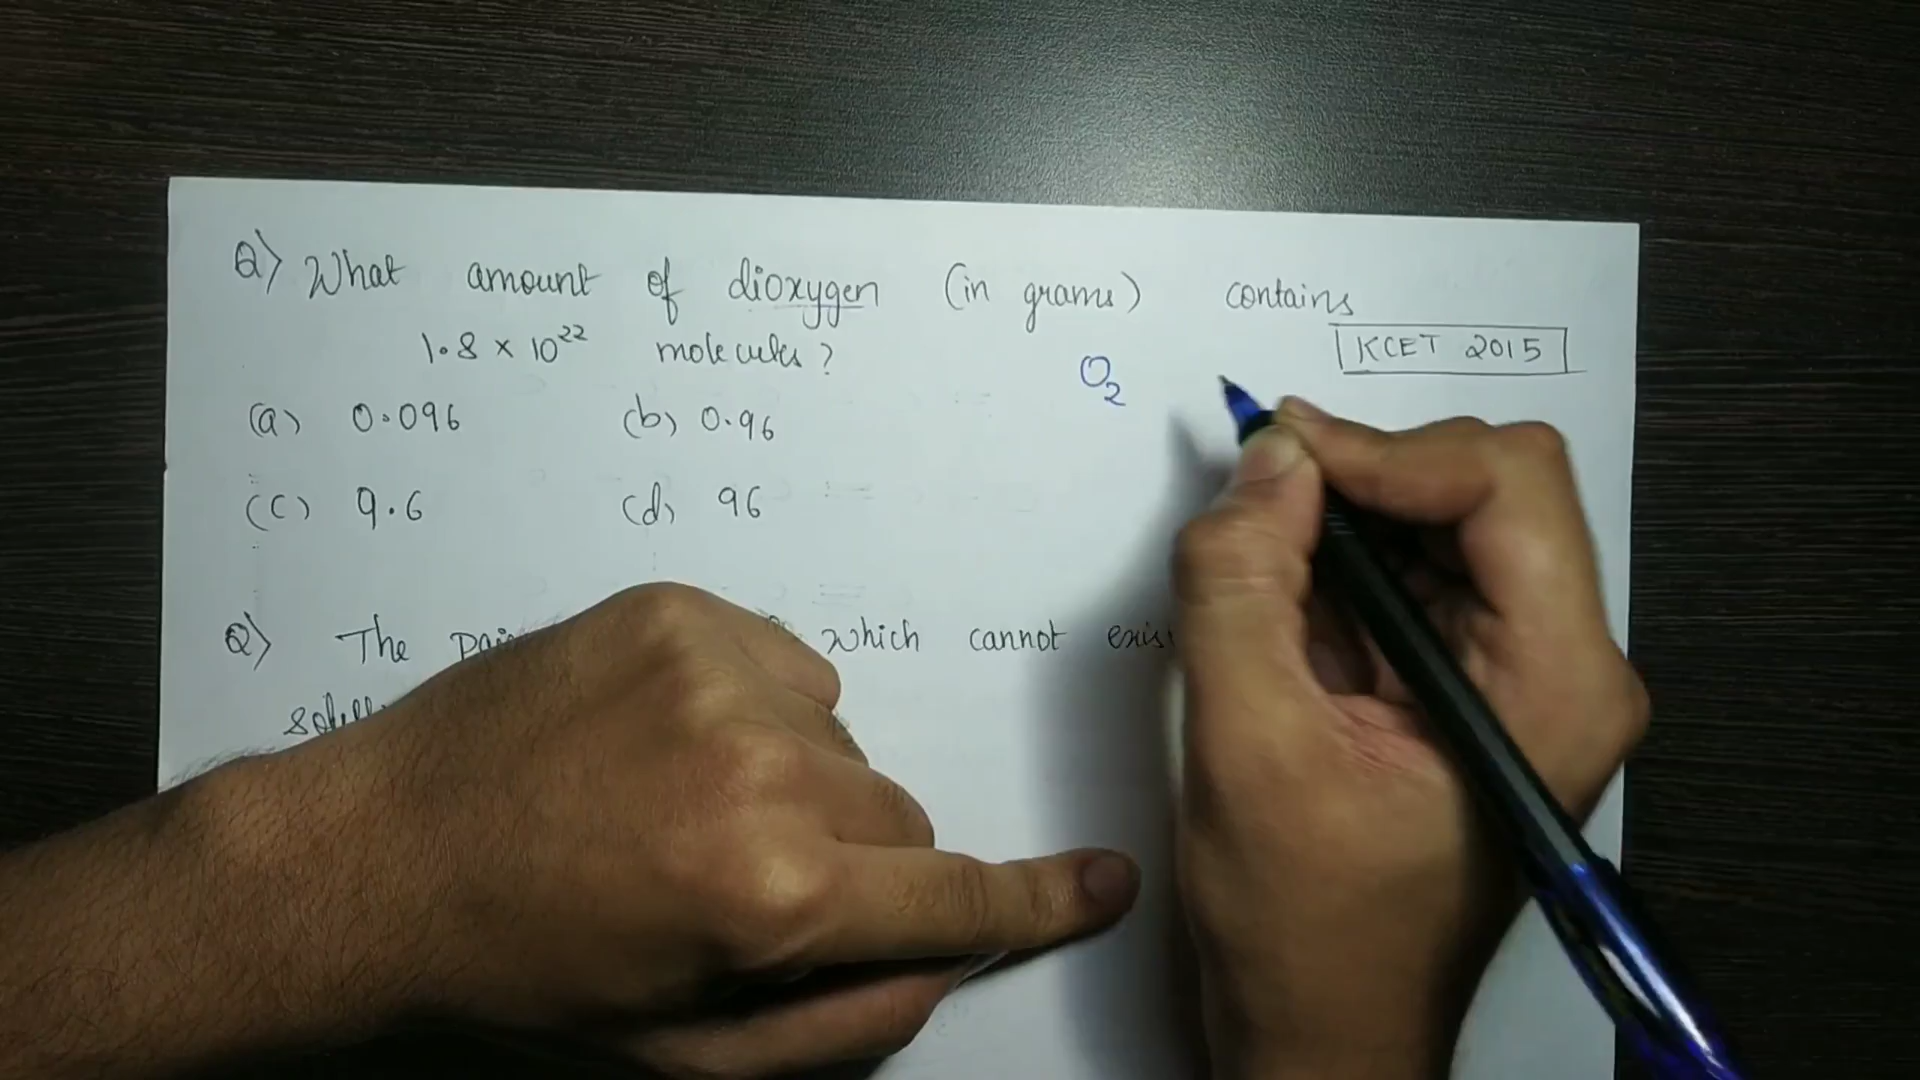 Q) What amount of dioxygen (in grams) contains
1.8 × 10²² molecules?
KCET 2015
O₂
(a) 0.096 (b) 0.96
(c) 9.6 (d) 96
Q) The which cannot